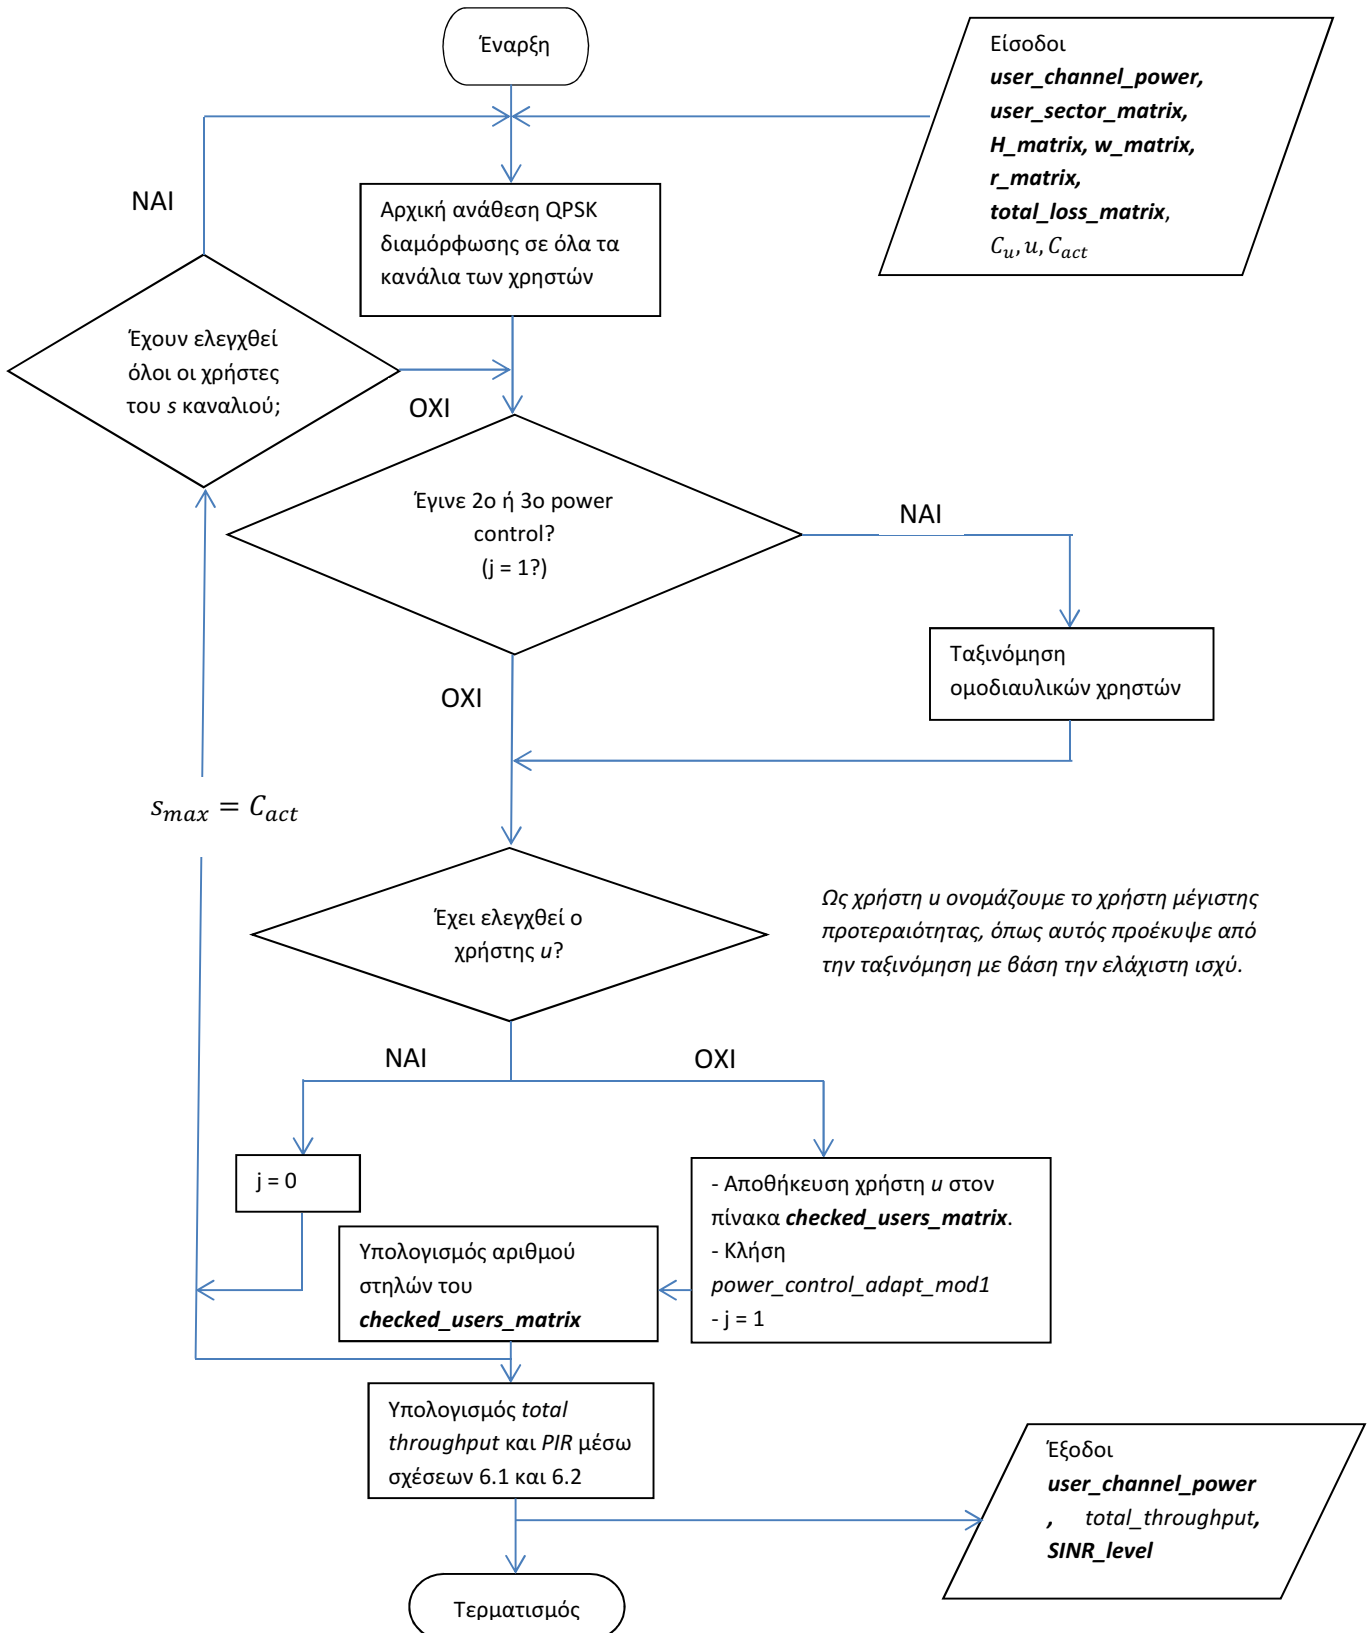 Έναρξη
Είσοδοι
user_channel_power,
user_sector_matrix,
H_matrix, w_matrix,
r_matrix,
total_loss_matrix,
C_u, u, C_act
ΝΑΙ
Αρχική ανάθεση QPSK
διαμόρφωσης σε όλα τα
κανάλια των χρηστών
Έχουν ελεγχθεί
όλοι οι χρήστες
του s καναλιού;
ΟΧΙ
Έγινε 2ο ή 3ο power
control?
(j = 1?)
ΝΑΙ
Ταξινόμηση
ομοδιαυλικών χρηστών
ΟΧΙ
s_max = C_act
Έχει ελεγχθεί ο
χρήστης u?
Ως χρήστη u ονομάζουμε το χρήστη μέγιστης
προτεραιότητας, όπως αυτός προέκυψε από
την ταξινόμηση με βάση την ελάχιστη ισχύ.
ΝΑΙ
ΟΧΙ
j = 0
- Αποθήκευση χρήστη u στον
πίνακα checked_users_matrix.
- Κλήση
power_control_adapt_mod1
- j = 1
Υπολογισμός αριθμού
στηλών του
checked_users_matrix
Υπολογισμός total
throughput και PIR μέσω
σχέσεων 6.1 και 6.2
Έξοδοι
user_channel_power
, total_throughput,
SINR_level
Τερματισμός